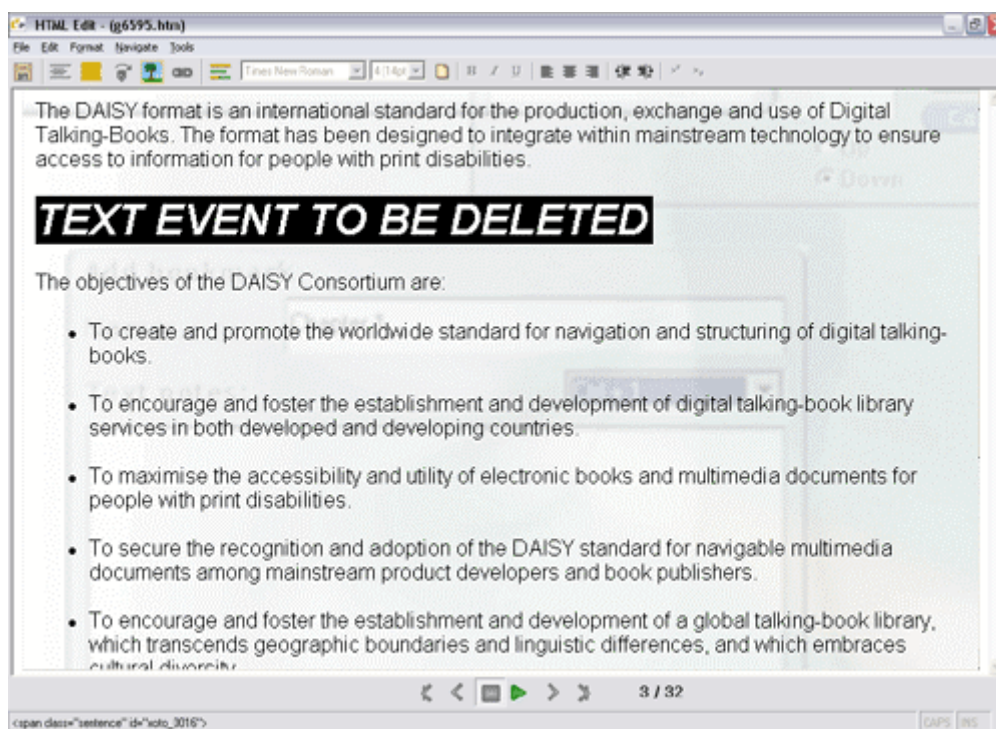 HTML Edit - (g6595.htm)
File Edit Format Navigate Tools
Times New Roman 4;14pt B I U
The DAISY format is an international standard for the production, exchange and use of Digital
Talking-Books. The format has been designed to integrate within mainstream technology to ensure
access to information for people with print disabilities.
Down
TEXT EVENT TO BE DELETED
The objectives of the DAISY Consortium are:
• To create and promote the worldwide standard for navigation and structuring of digital talking-
books.
• To encourage and foster the establishment and development of digital talking-book library
services in both developed and developing countries.
• To maximise the accessibility and utility of electronic books and multimedia documents for
people with print disabilities.
• To secure the recognition and adoption of the DAISY standard for navigable multimedia
documents among mainstream product developers and book publishers.
• To encourage and foster the establishment and development of a global talking-book library,
which transcends geographic boundaries and linguistic differences, and which embraces
cultural diversity
3 / 32
<span class="sentence" id="xoto_3016">
CAPS INS